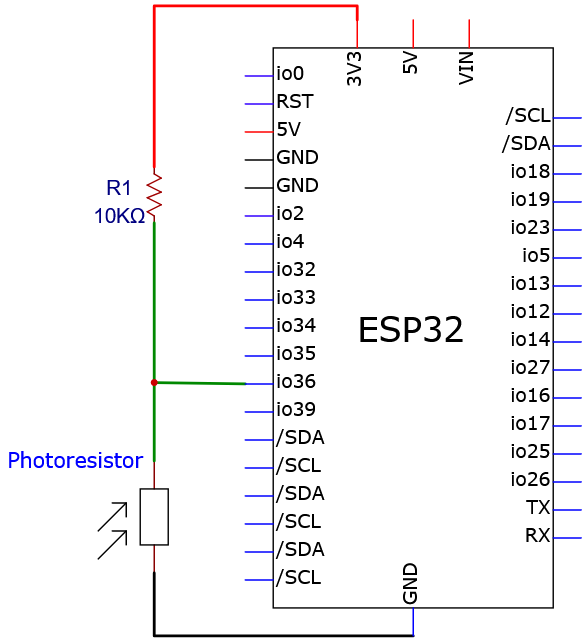 3V3
5V
VIN
io0
RST
5V
GND
GND
io2
io4
io32
io33
io34
io35
io36
io39
/SDA
/SCL
/SDA
/SCL
/SDA
/SCL
R1
10KΩ
Photoresistor
ESP32
/SCL
/SDA
io18
io19
io23
io5
io13
io12
io14
io27
io16
io17
io25
io26
TX
RX
GND